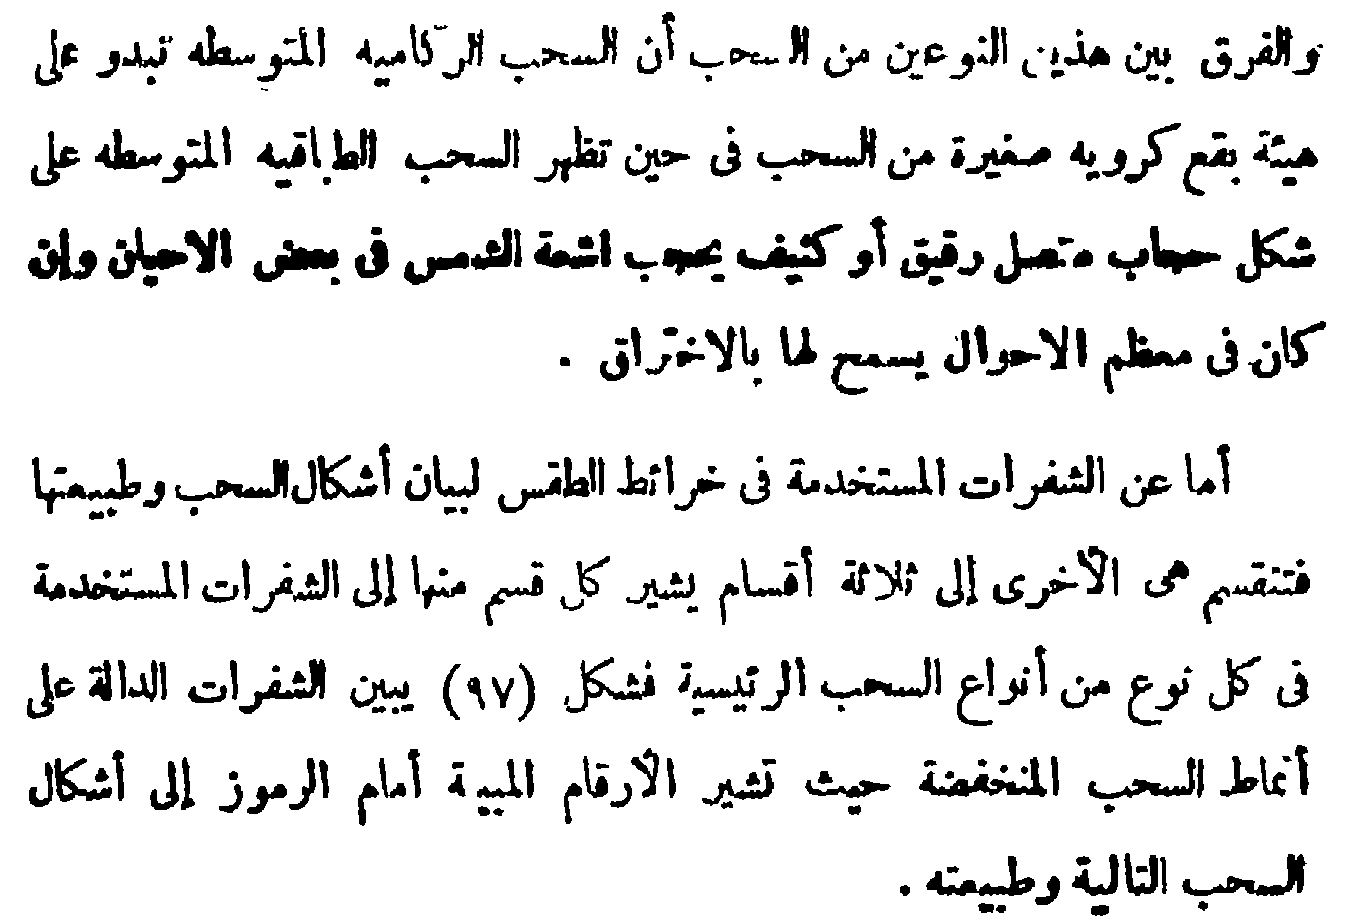 والفرق بين هذين النوعين من السحب أن السحب الركاميه المتوسطه تبدو على
هيئة بقع كرويه صغيرة من السحب فى حين تظهر السحب الطباقيه المتوسطه على
شكل حجاب متصل رقيق أو كثيف يحجب اشعة الشمس فى بعض الاحيان وإن
كان فى معظم الاحوال يسمح لها بالاختراق .
أما عن الشفرات المستخدمة فى خرائط الطقس لبيان أشكال السحب وطبيعتها
فتنقسم هى الأخرى إلى ثلاثة أقسام يشير كل قسم منها إلى الشفرات المستخدمة
فى كل نوع من أنواع السحب الرئيسية فشكل (٩٧) يبين الشفرات الدالة على
أنماط السحب المنخفضة حيث تشير الأرقام المبينة أمام الرموز إلى أشكال
السحب التالية وطبيعته .